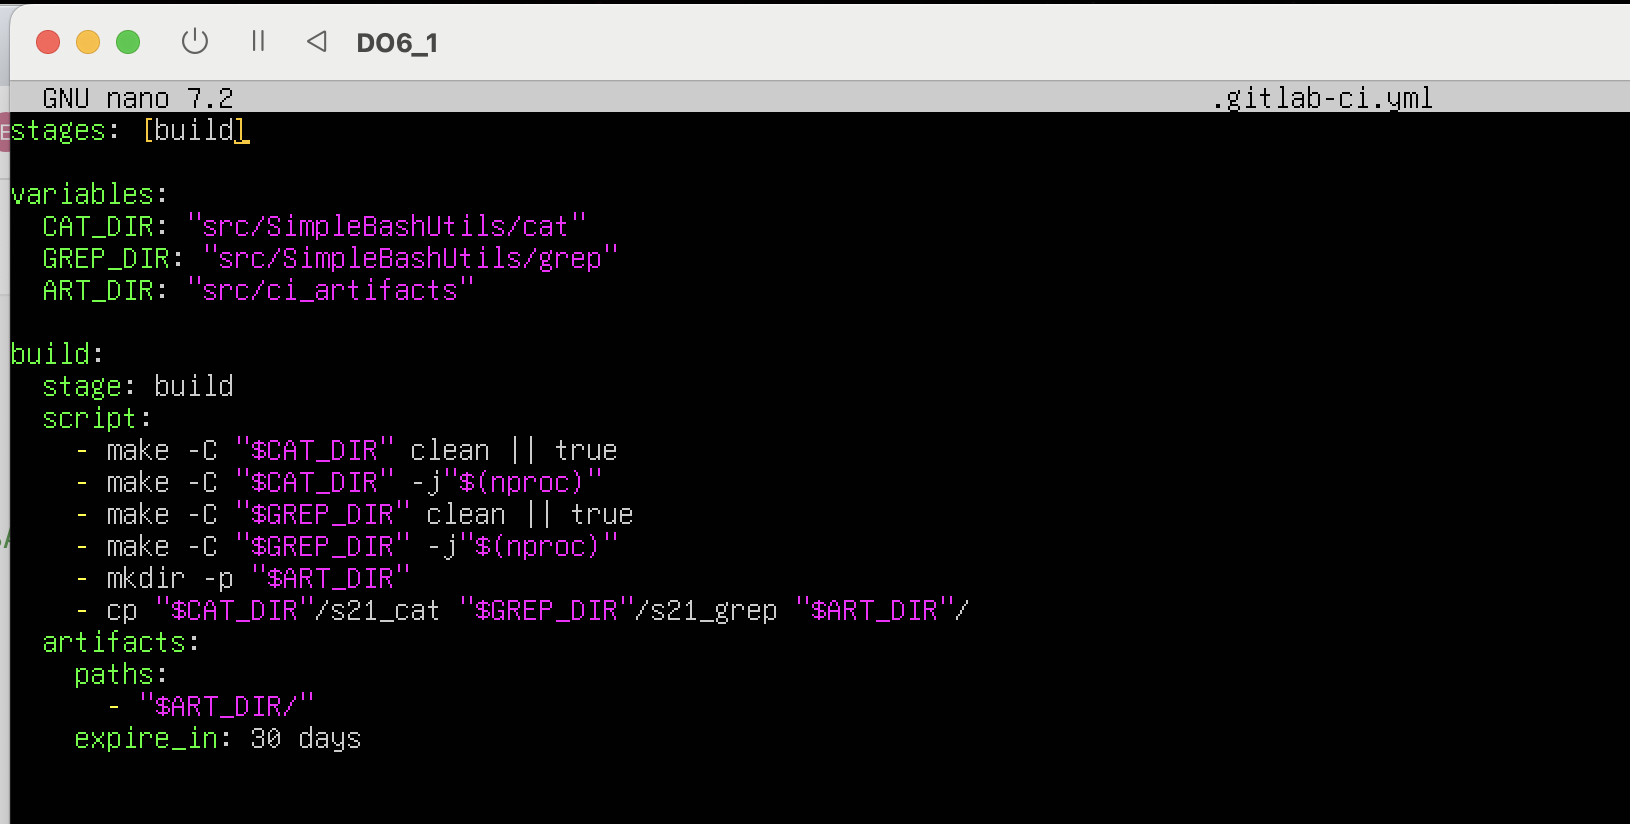 DO6_1
GNU nano 7.2 .gitlab-ci.yml
stages: [build]
variables:
CAT_DIR: "src/SimpleBashUtils/cat"
GREP_DIR: "src/SimpleBashUtils/grep"
ART_DIR: "src/ci_artifacts"
build:
stage: build
script:
- make -C "$CAT_DIR" clean || true
- make -C "$CAT_DIR" -j"$(nproc)"
- make -C "$GREP_DIR" clean || true
- make -C "$GREP_DIR" -j"$(nproc)"
- mkdir -p "$ART_DIR"
- cp "$CAT_DIR"/s21_cat "$GREP_DIR"/s21_grep "$ART_DIR"/
artifacts:
paths:
- "$ART_DIR/"
expire_in: 30 days